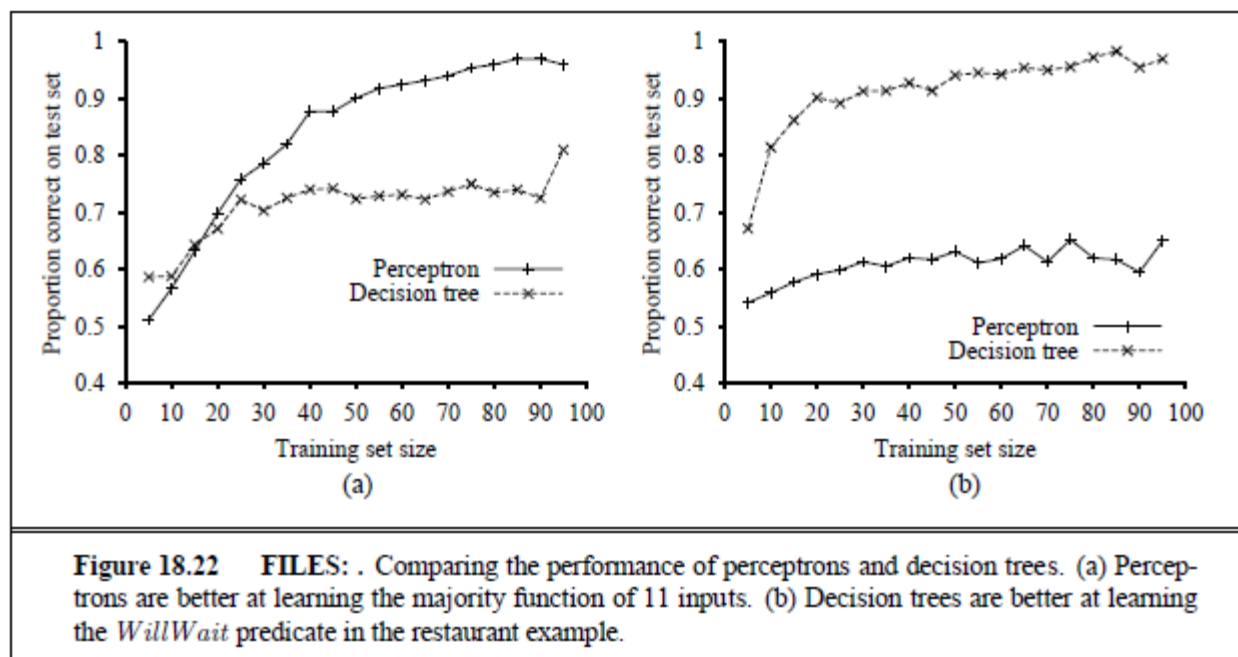 Proportion correct on test set
1
0.9
0.8
0.7
0.6
0.5
0.4
Perceptron
Decision tree
0 10 20 30 40 50 60 70 80 90 100
Training set size
(a)
Proportion correct on test set
1
0.9
0.8
0.7
0.6
0.5
0.4
Perceptron
Decision tree
0 10 20 30 40 50 60 70 80 90 100
Training set size
(b)
Figure 18.22 FILES: . Comparing the performance of perceptrons and decision trees. (a) Percep-
trons are better at learning the majority function of 11 inputs. (b) Decision trees are better at learning
the WillWait predicate in the restaurant example.